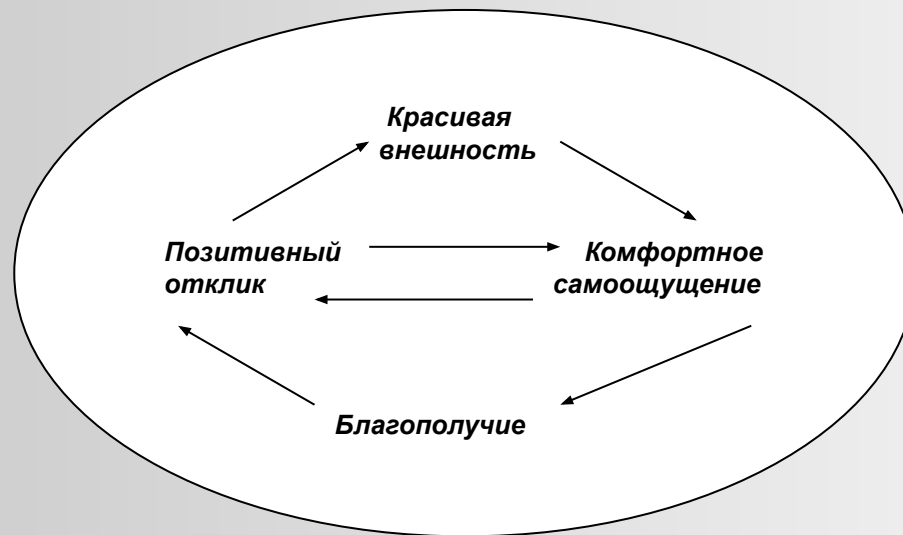 Красивая
внешность
Позитивный
отклик
Комфортное
самоощущение
Благополучие